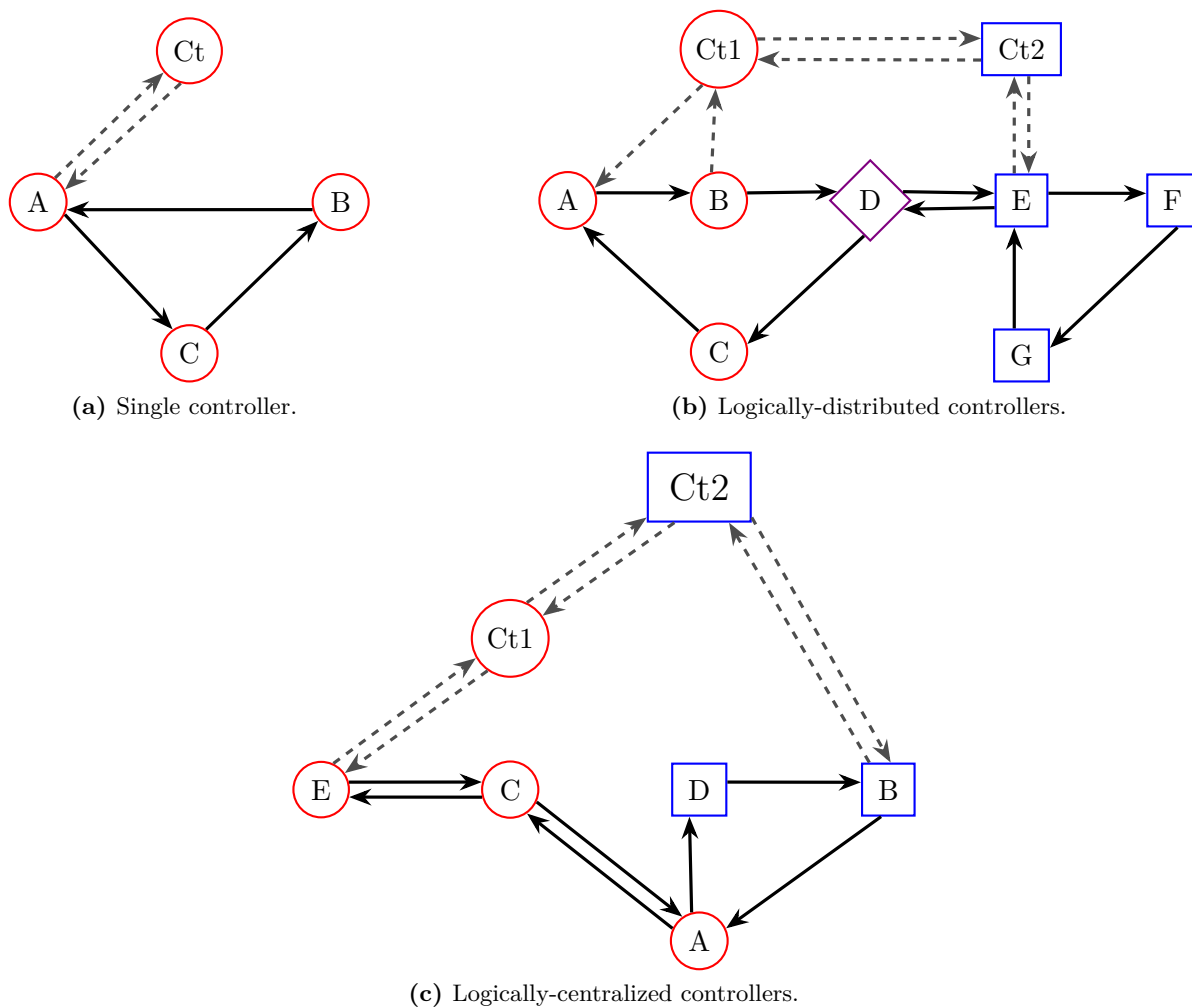 Ct
A
B
C
(a) Single controller.
Ct1
Ct2
A
B
D
E
F
C
G
(b) Logically-distributed controllers.
Ct2
Ct1
E
C
D
B
A
(c) Logically-centralized controllers.